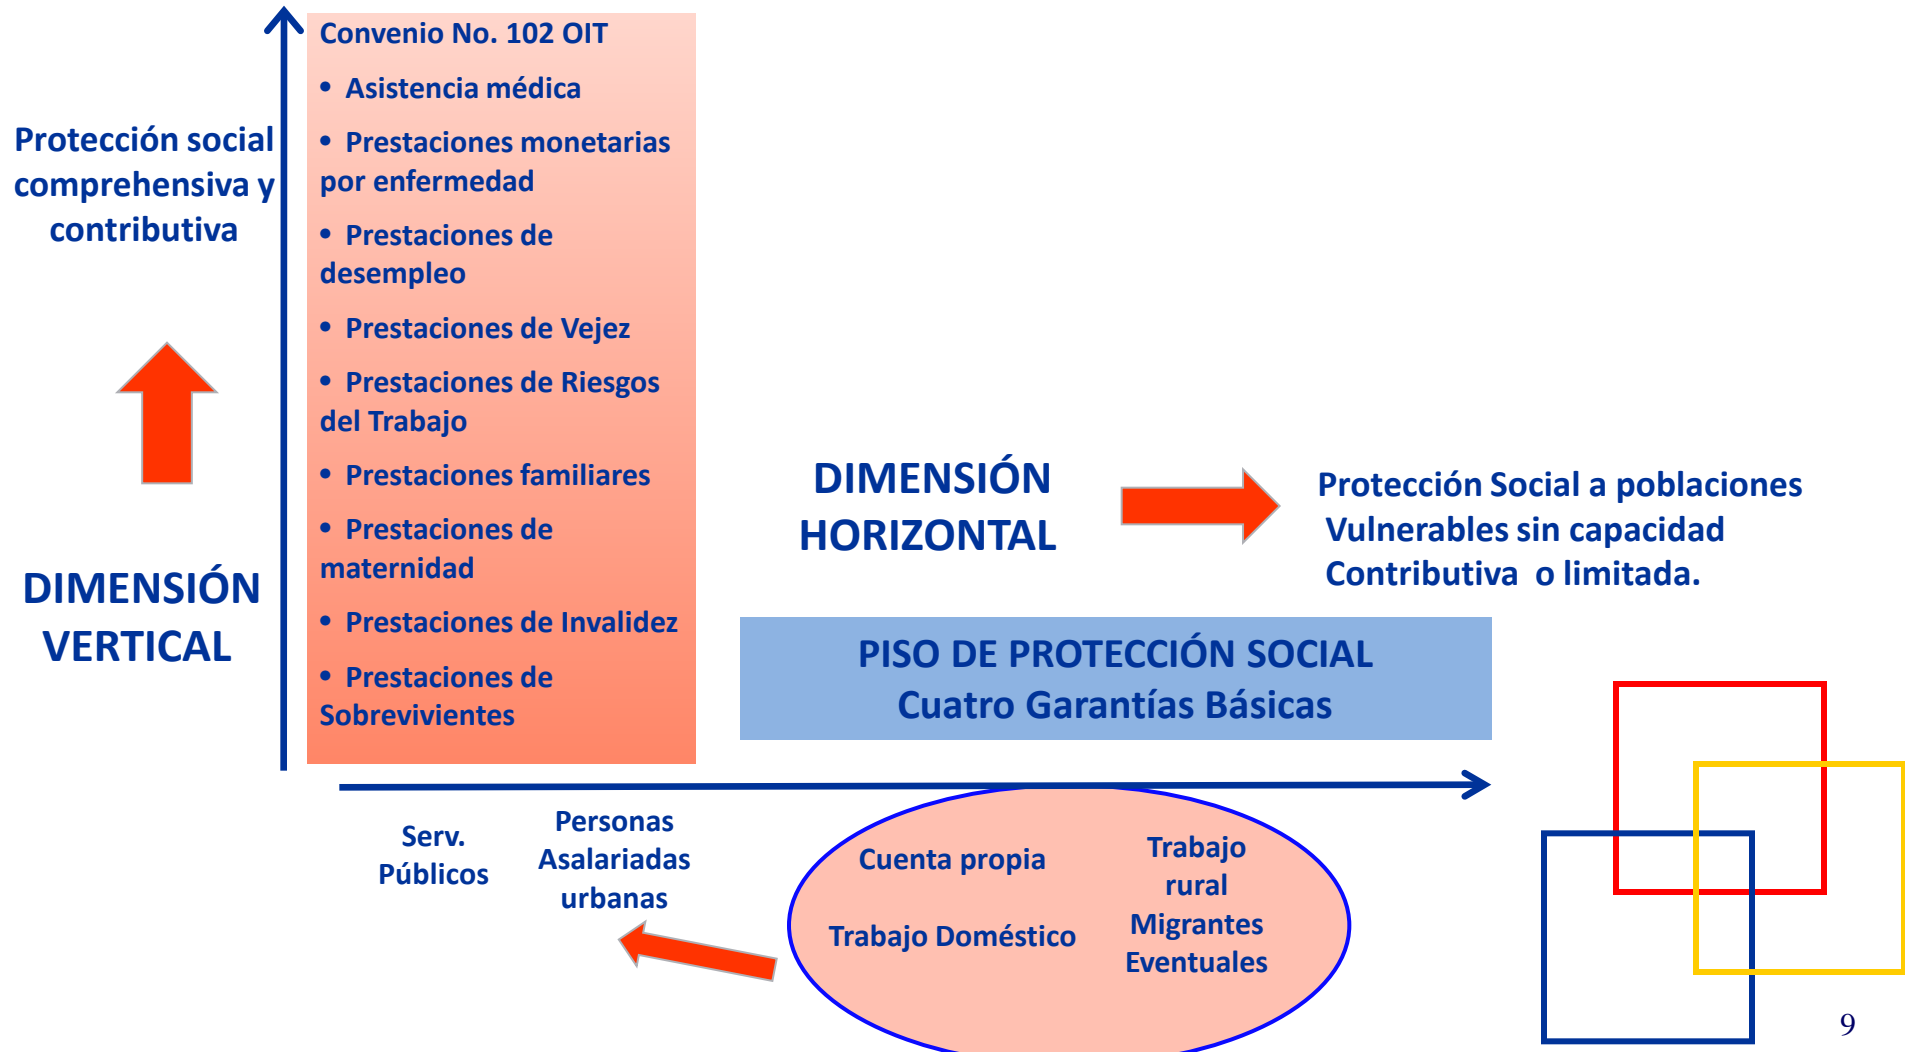 Convenio No. 102 OIT
• Asistencia médica
• Prestaciones monetarias
por enfermedad
• Prestaciones de
desempleo
• Prestaciones de Vejez
• Prestaciones de Riesgos
del Trabajo
• Prestaciones familiares
• Prestaciones de
maternidad
• Prestaciones de Invalidez
• Prestaciones de
Sobrevivientes
Protección social
comprehensiva y
contributiva
DIMENSIÓN
VERTICAL
DIMENSIÓN
HORIZONTAL
Protección Social a poblaciones
Vulnerables sin capacidad
Contributiva o limitada.
PISO DE PROTECCIÓN SOCIAL
Cuatro Garantías Básicas
Serv.
Públicos
Personas
Asalariadas
urbanas
Cuenta propia
Trabajo Doméstico
Trabajo
rural
Migrantes
Eventuales
9